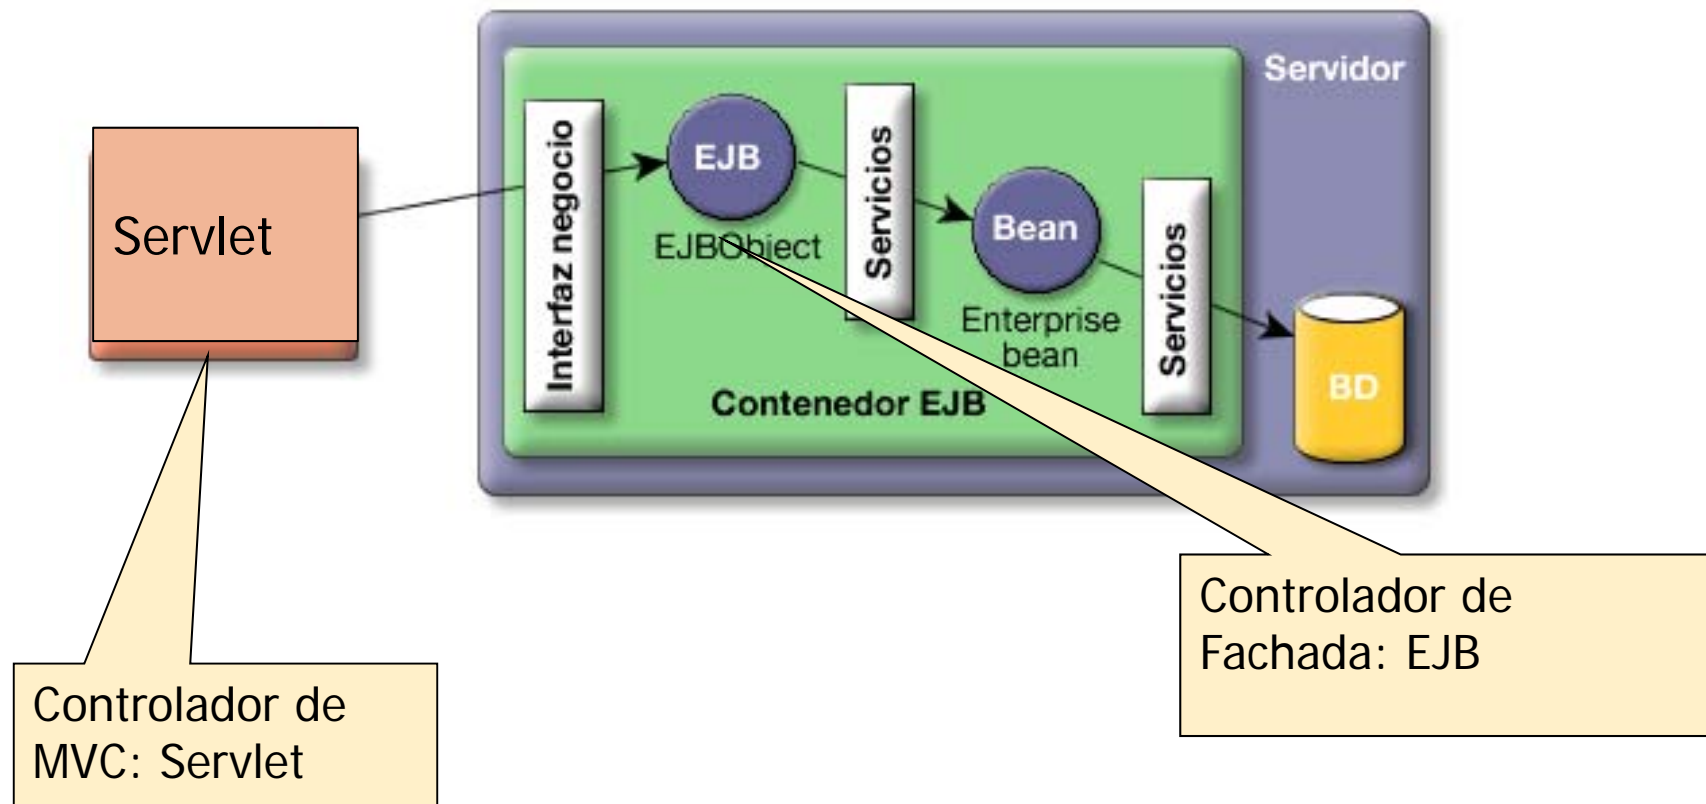 Servidor
Servlet
Interfaz negocio
EJB
EJBObject
Servicios
Bean
Enterprise
bean
Servicios
BD
Contenedor EJB
Controlador de
Fachada: EJB
Controlador de
MVC: Servlet